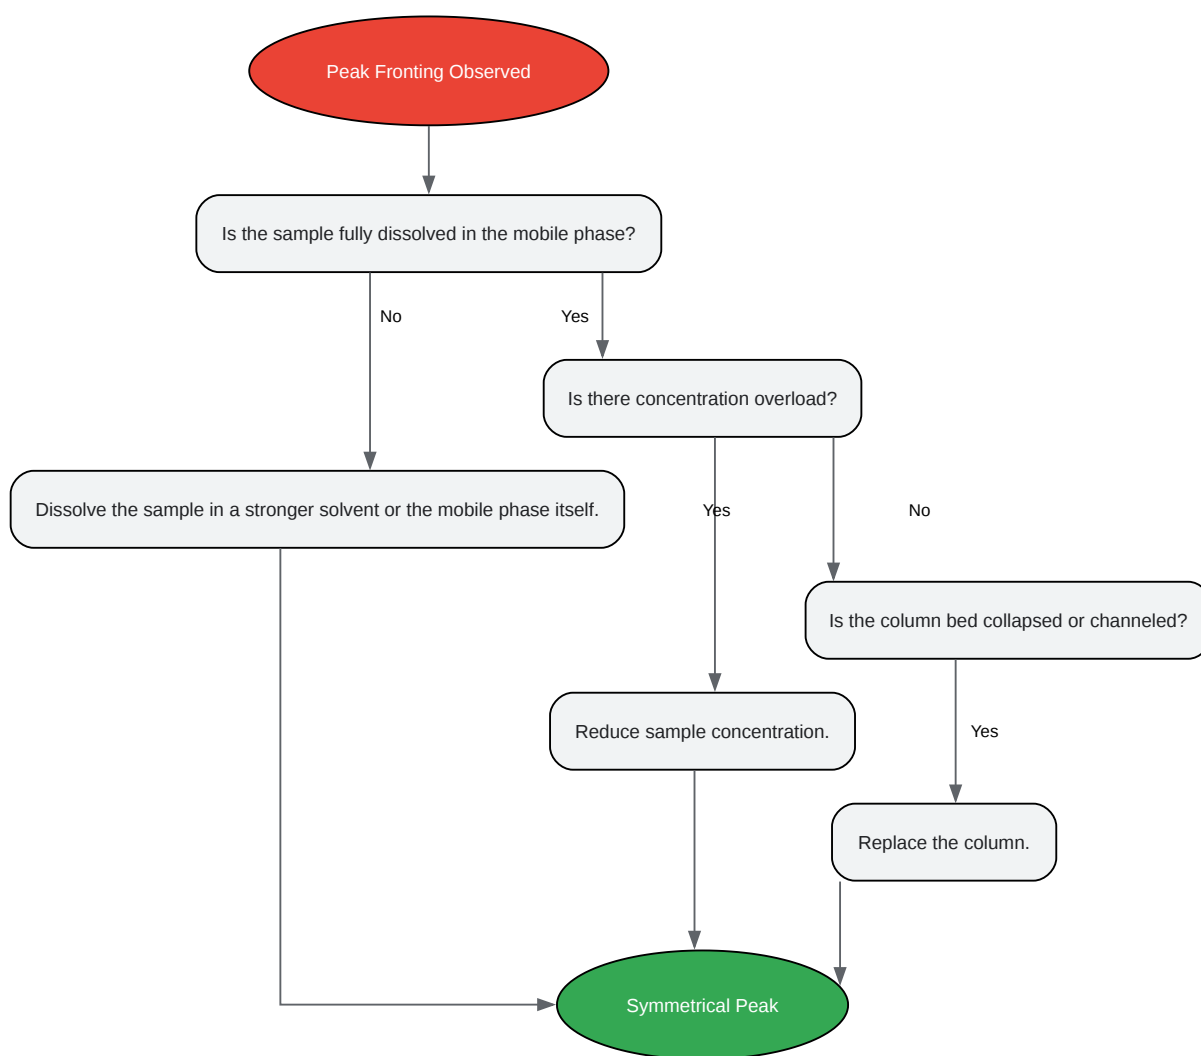 Peak Fronting Observed
Is the sample fully dissolved in the mobile phase?
No
Yes
Is there concentration overload?
Dissolve the sample in a stronger solvent or the mobile phase itself.
Yes
No
Is the column bed collapsed or channeled?
Reduce sample concentration.
Yes
Replace the column.
Symmetrical Peak